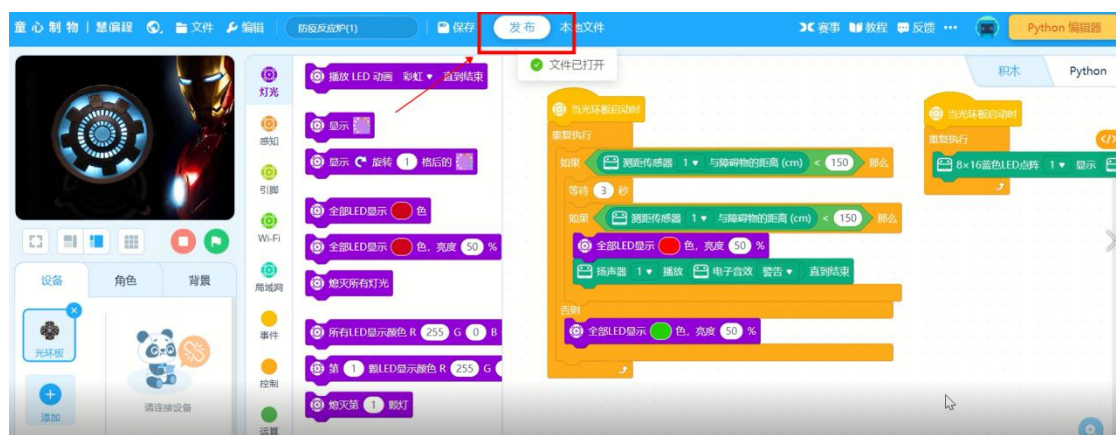 童心制物 | 慧编程 文件 编辑 防疫反应炉(1) 保存 发布 本地文件 赛事 教程 反馈 Python 编辑器
文件已打开
积木 Python
灯光
感知
引脚
Wi-Fi
局域网
事件
控制
运算
播放 LED 动画 彩虹 直到结束
显示
显示 旋转 1 格后的
全部LED显示 色
全部LED显示 色, 亮度 50 %
熄灭所有灯光
所有LED显示颜色 R 255 G 0 B
第 1 颗LED显示颜色 R 255 G
熄灭第 1 颗灯
当光环板启动时
重复执行
如果 测距传感器 1 与障碍物的距离 (cm) < 150 那么
等待 3 秒
如果 测距传感器 1 与障碍物的距离 (cm) < 150 那么
全部LED显示 色, 亮度 50 %
扬声器 1 播放 电子音效 警告 直到结束
否则
全部LED显示 色, 亮度 50 %
当光环板启动时
重复执行
8×16蓝色LED点阵 1 显示
设备 角色 背景
光环板
添加
请连接设备